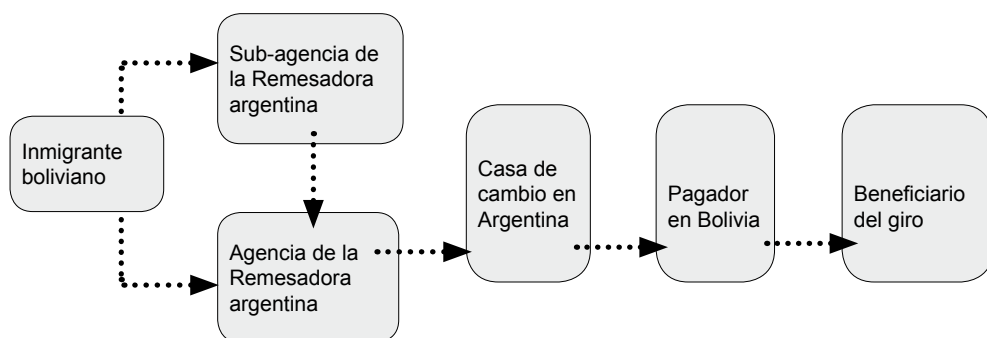 Sub-agencia de
la Remesadora
argentina
Inmigrante
boliviano
Agencia de la
Remesadora
argentina
Casa de
cambio en
Argentina
Pagador
en Bolivia
Beneficiario
del giro